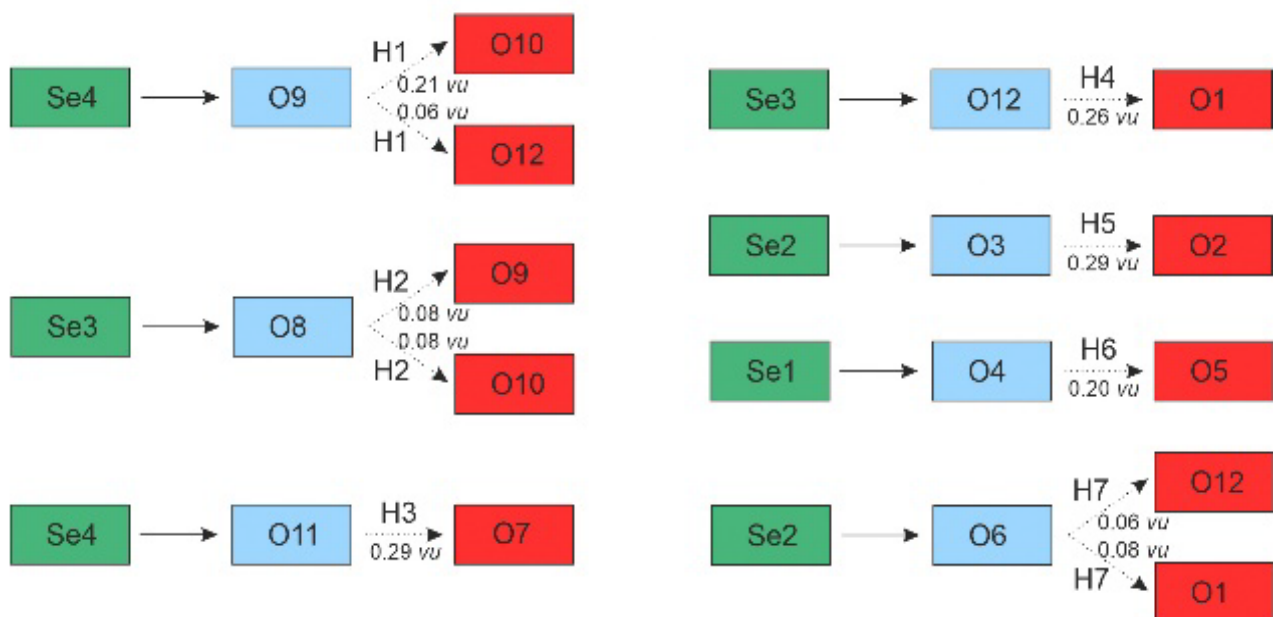 Se4
O9
H1
0.21 vu
0.06 vu
H1
O10
O12
Se3
O8
H2
0.08 vu
0.08 vu
H2
O9
O10
Se4
O11
H3
0.29 vu
O7
Se3
O12
H4
0.26 vu
O1
Se2
O3
H5
0.29 vu
O2
Se1
O4
H6
0.20 vu
O5
Se2
O6
H7
0.06 vu
0.08 vu
H7
O12
O1